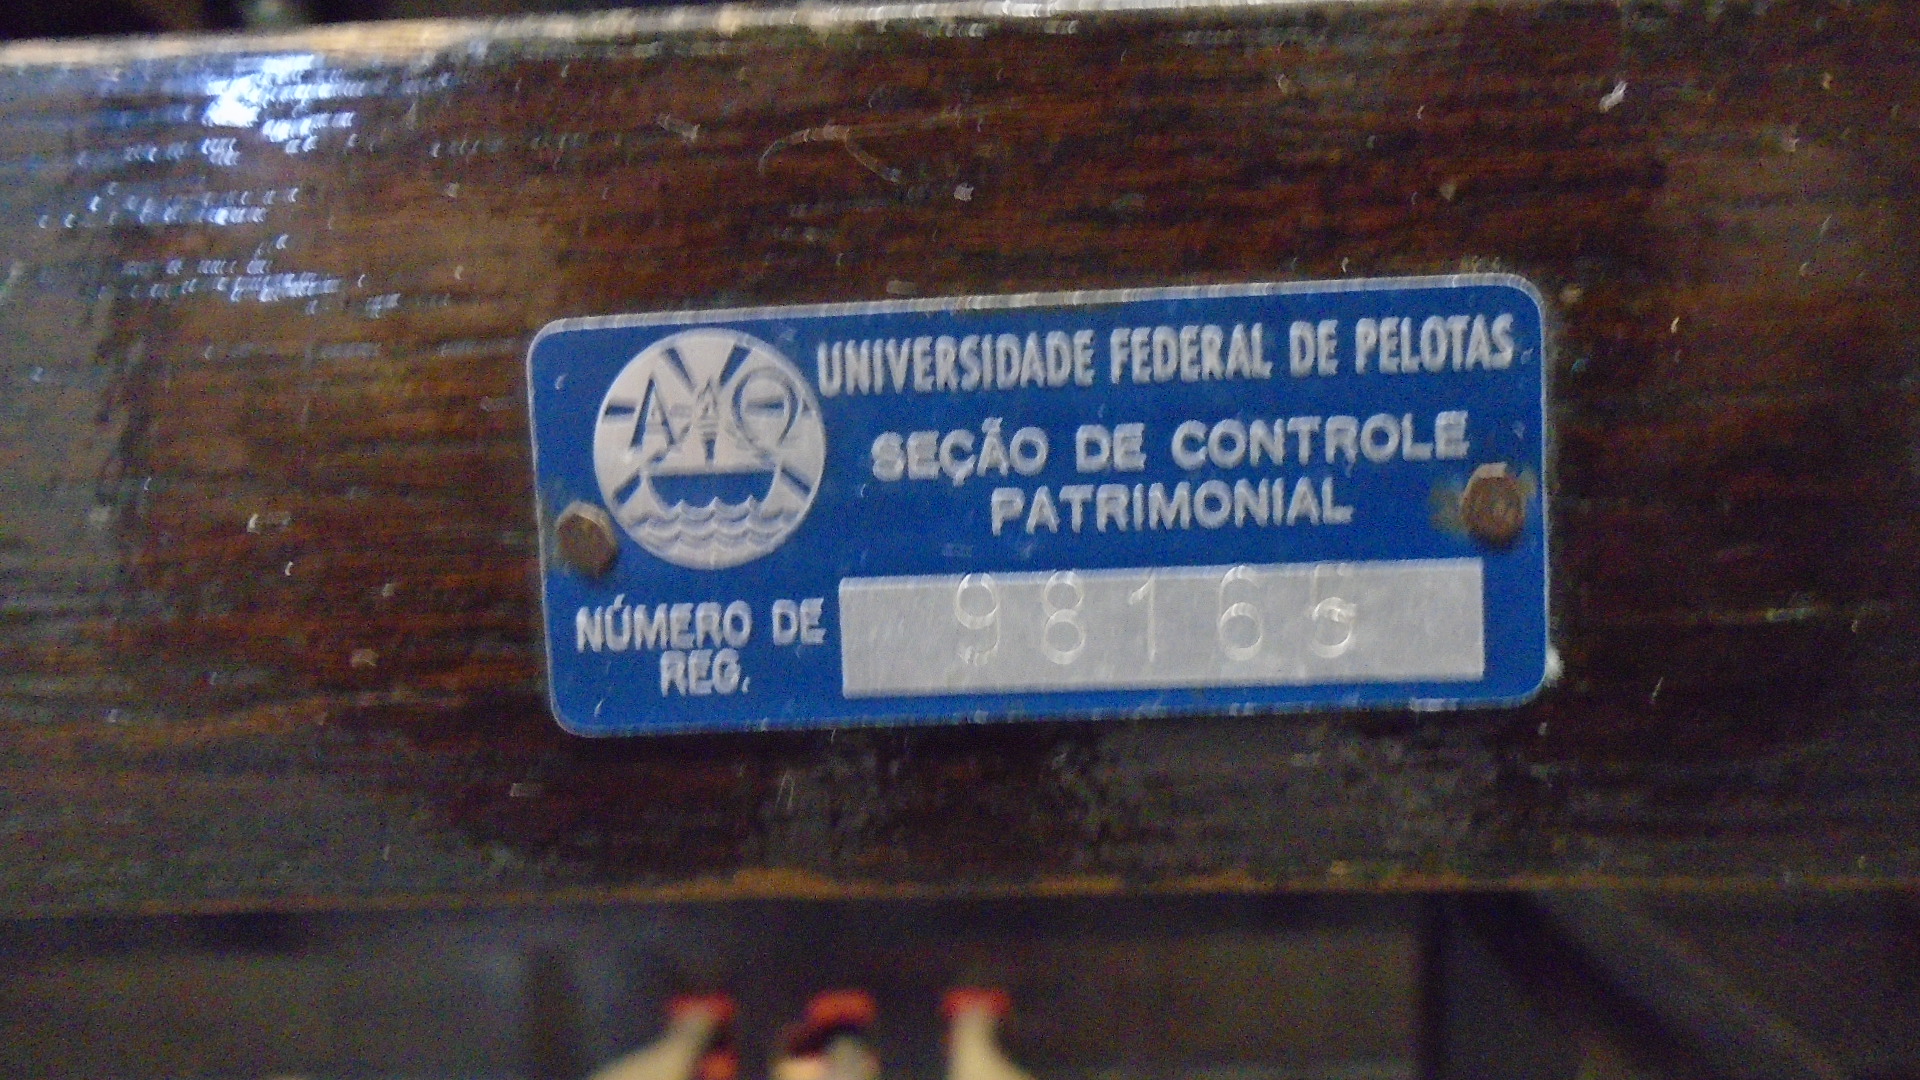 UNIVERSIDADE FEDERAL DE PELOTAS
SEÇÃO DE CONTROLE
PATRIMONIAL
NÚMERO DE
REG.
98165